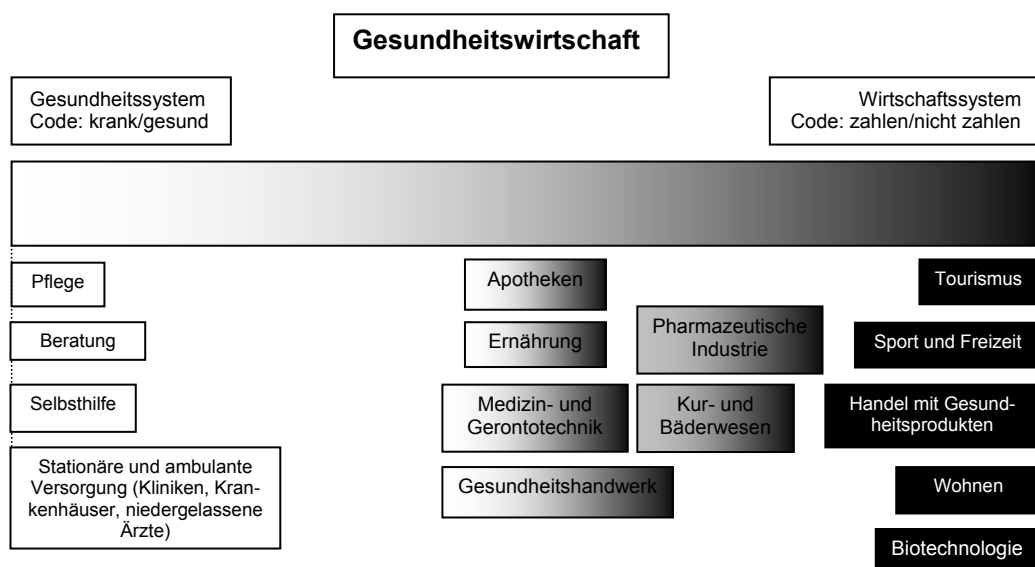 Gesundheitswirtschaft
Gesundheitssystem
Code: krank/gesund
Wirtschaftssystem
Code: zahlen/nicht zahlen
Pflege
Apotheken
Tourismus
Beratung
Ernährung
Pharmazeutische
Industrie
Sport und Freizeit
Selbsthilfe
Medizin- und
Gerontotechnik
Kur- und
Bäderwesen
Handel mit Gesund-
heitsprodukten
Stationäre und ambulante
Versorgung (Kliniken, Kran-
kenhäuser, niedergelassene
Ärzte)
Gesundheitshandwerk
Wohnen
Biotechnologie